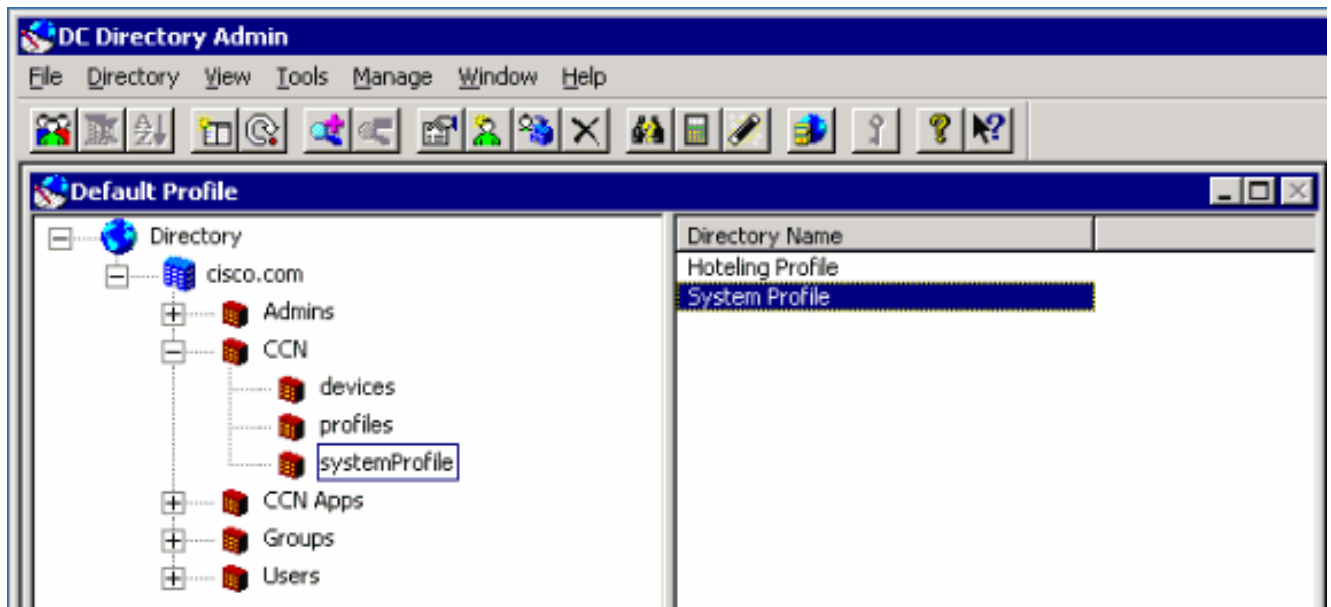 DC Directory Admin
File Directory View Tools Manage Window Help
Default Profile
Directory
cisco.com
Admins
CCN
devices
profiles
systemProfile
CCN Apps
Groups
Users
Directory Name
Hoteling Profile
System Profile